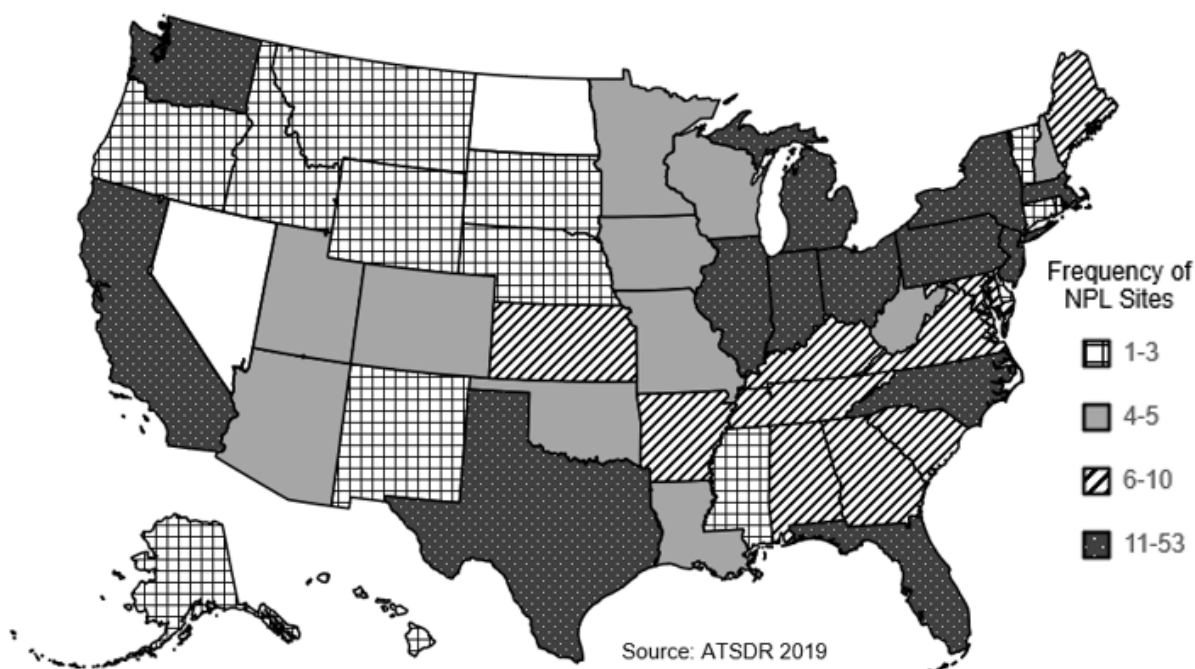 Frequency of
NPL Sites
1-3
4-5
6-10
11-53
Source: ATSDR 2019